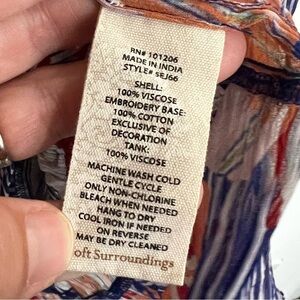 RN# 101206
MADE IN INDIA
STYLE# SEJ66
SHELL:
100% VISCOSE
EMBROIDERY BASE:
100% COTTON
EXCLUSIVE OF
DECORATION
TANK:
100% VISCOSE
MACHINE WASH COLD
GENTLE CYCLE
ONLY NON-CHLORINE
BLEACH WHEN NEEDED
HANG TO DRY
COOL IRON IF NEEDED
ON REVERSE
MAY BE DRY CLEANED
oft Surroundings